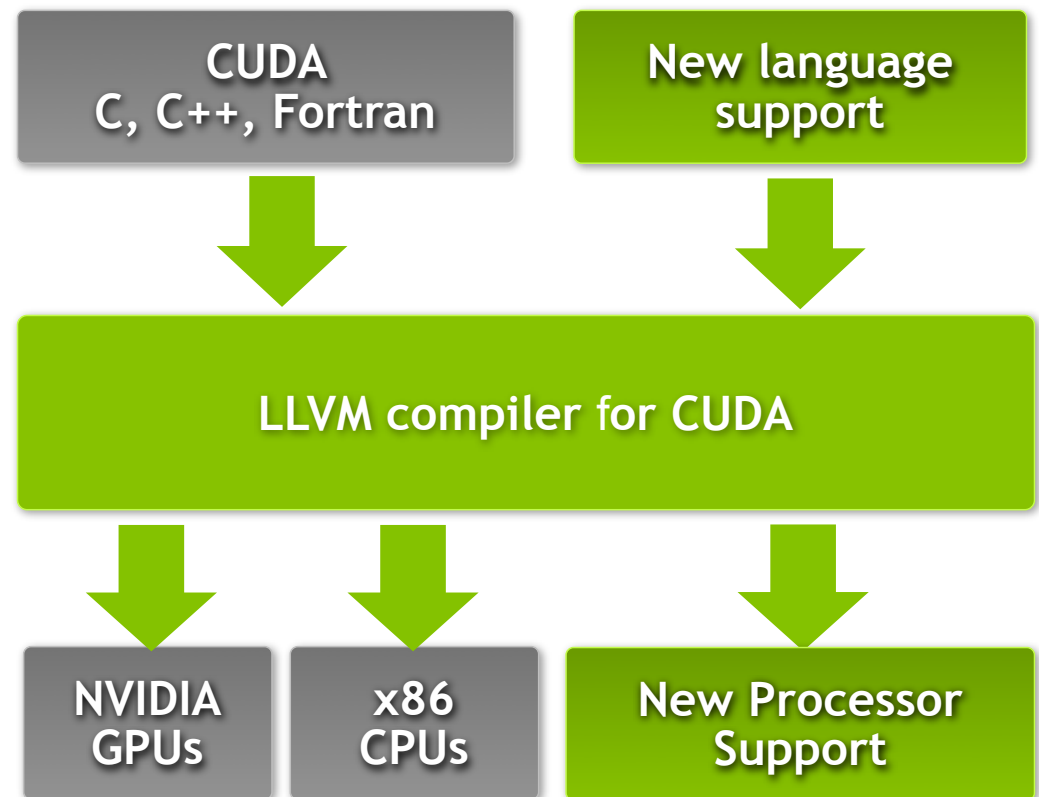 CUDA
C, C++, Fortran
New language
support
LLVM compiler for CUDA
NVIDIA
GPUs
x86
CPUs
New Processor
Support